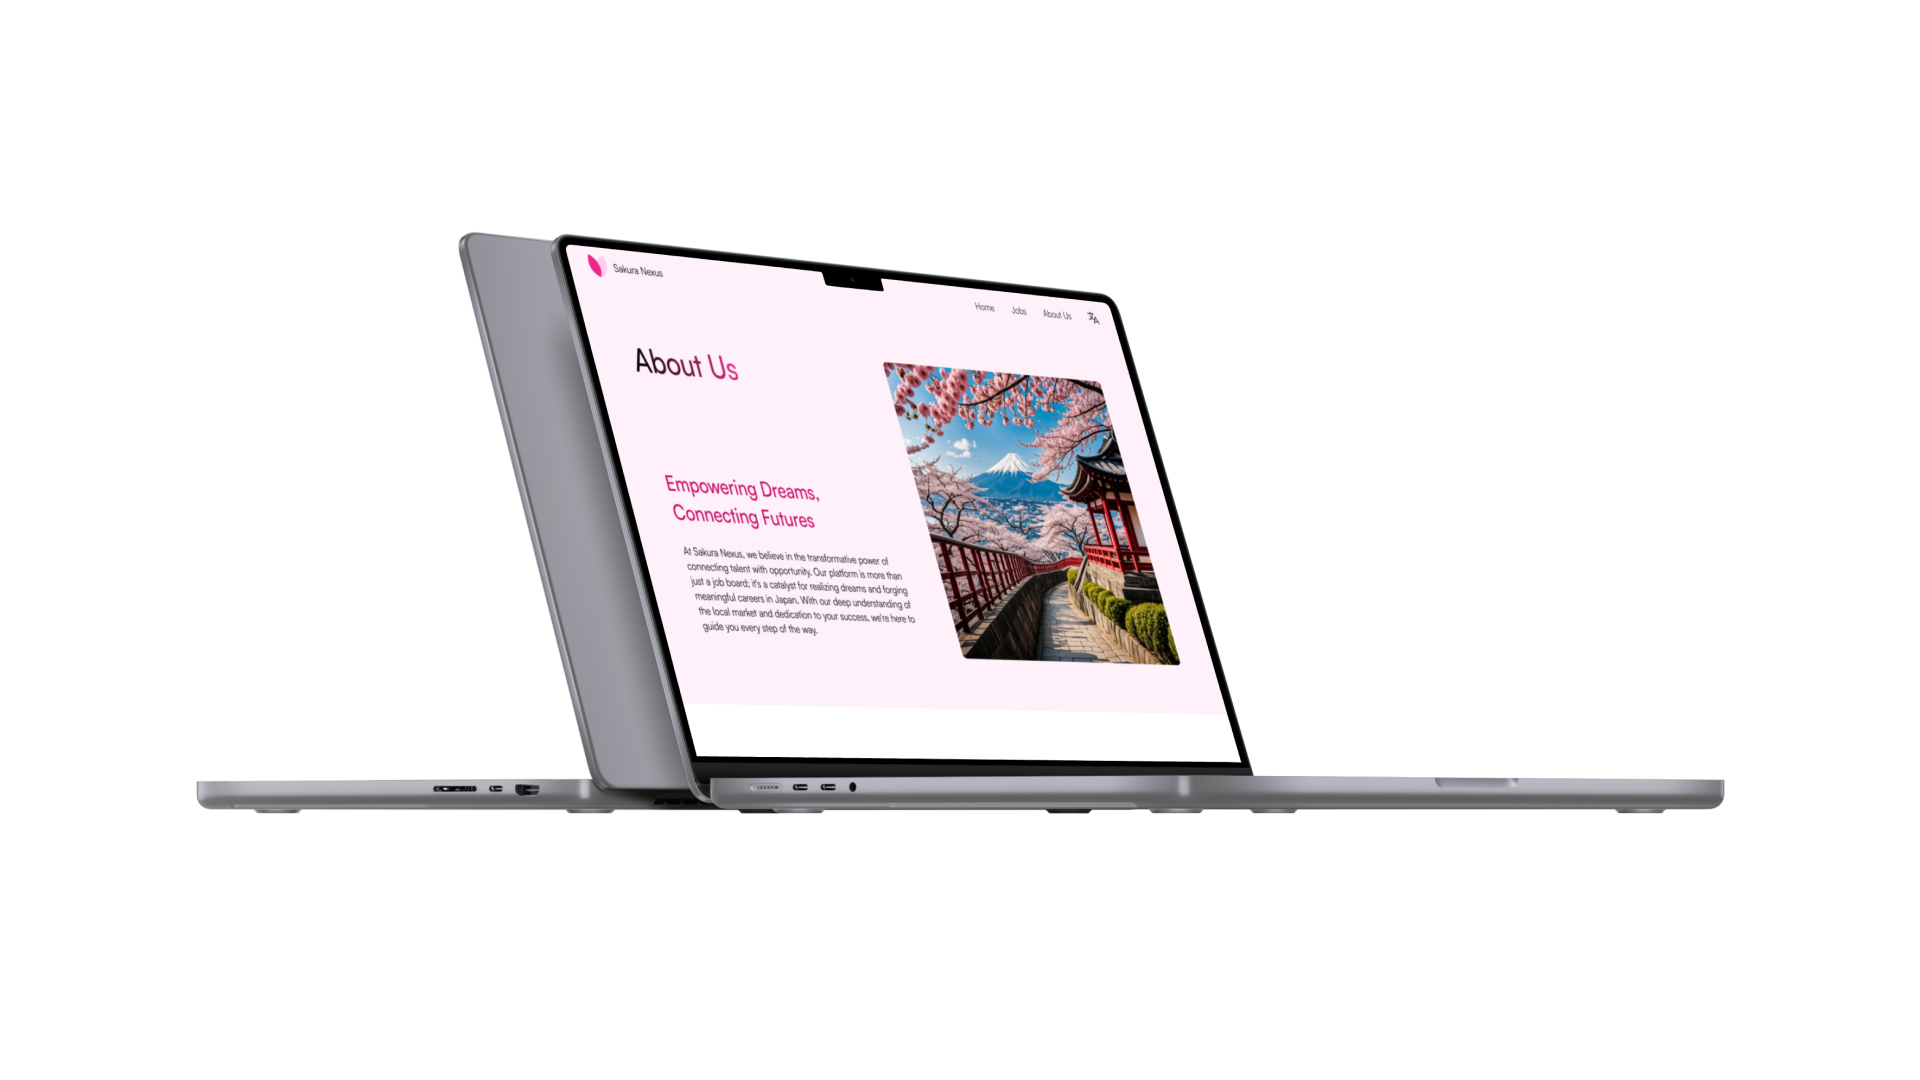 Sakura Nexus
Home Jobs About Us
About Us
Empowering Dreams,
Connecting Futures
At Sakura Nexus, we believe in the transformative power of
connecting talent with opportunity. Our platform is more than
just a job board; it's a catalyst for realizing dreams and forging
meaningful careers in Japan. With our deep understanding of
the local market and dedication to your success, we're here to
guide you every step of the way.